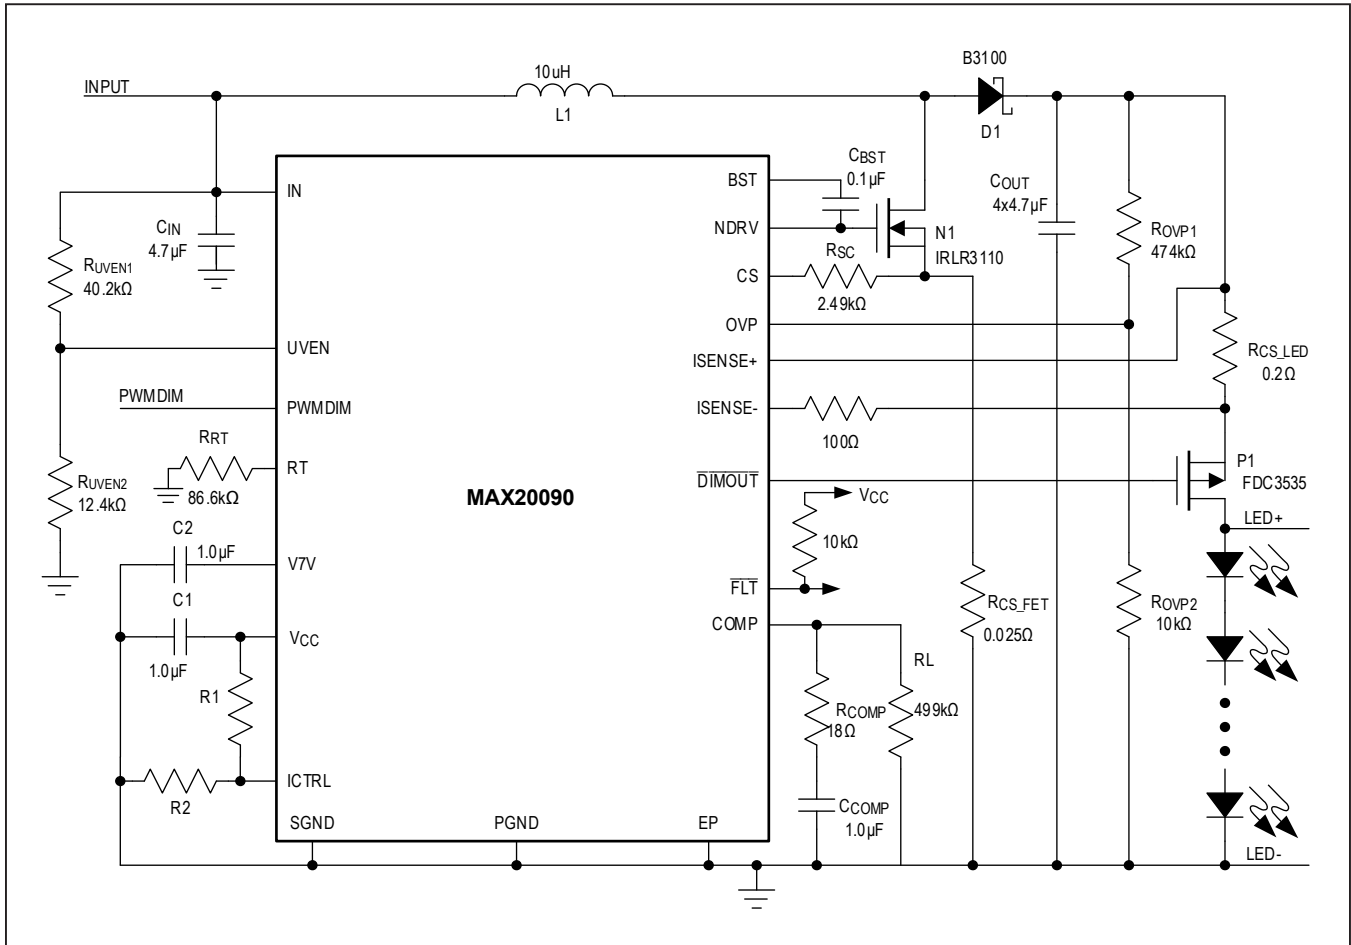 B3100
10uH
INPUT
L1
D1
CBST
0.1µF
BST
COUT
4x4.7µF
IN
CIN
4.7µF
NDRV
N1
IRLR3110
ROVP1
474kΩ
RUVEN1
40.2kΩ
RSC
CS
2.49kΩ
OVP
UVEN
ISENSE+
RCS_LED
0.2Ω
PWMDIM
PWMDIM
ISENSE-
100Ω
RRT
RT
86.6kΩ
RUVEN2
12.4kΩ
DIMOUT
P1
FDC3535
MAX20090
VCC
LED+
C2
1.0µF
10kΩ
V7V
FLT
C1
RCS_FET
0.025Ω
ROVP2
10kΩ
COMP
VCC
1.0µF
RL
R1
RCOMP
18Ω
499kΩ
ICTRL
R2
CCOMP
1.0µF
SGND
PGND
EP
LED-